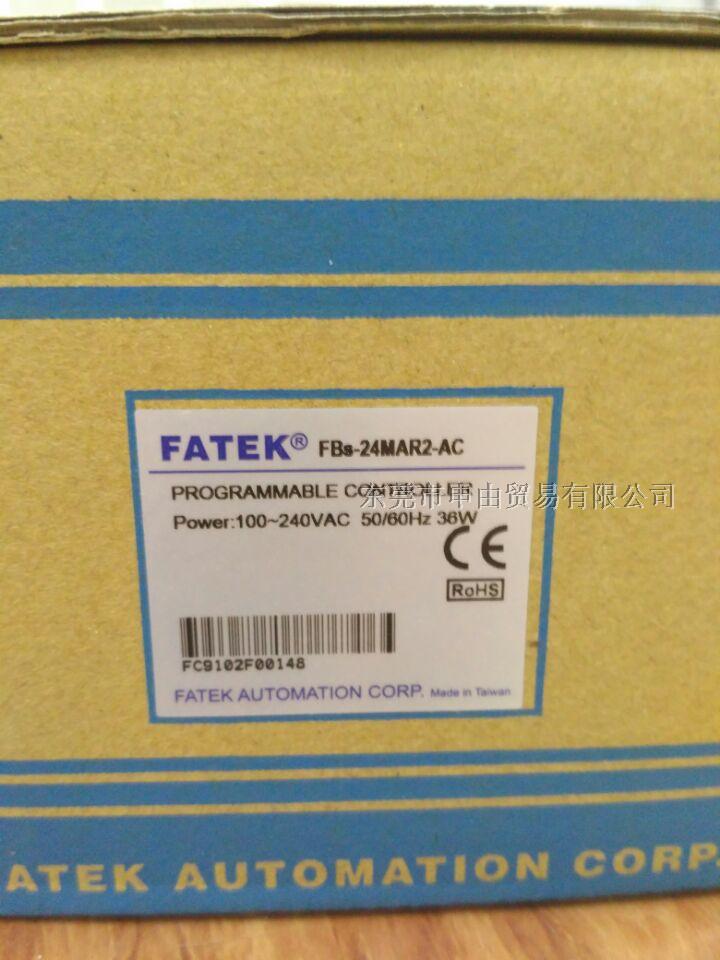 FATEK® FBs-24MAR2-AC
PROGRAMMABLE CONTROLLER
东莞市申由贸易有限公司
Power:100~240VAC 50/60Hz 36W
CE
RoHS
FC9102F00148
FATEK AUTOMATION CORP. Made in Taiwan
ATEK AUTOMATION CORP.